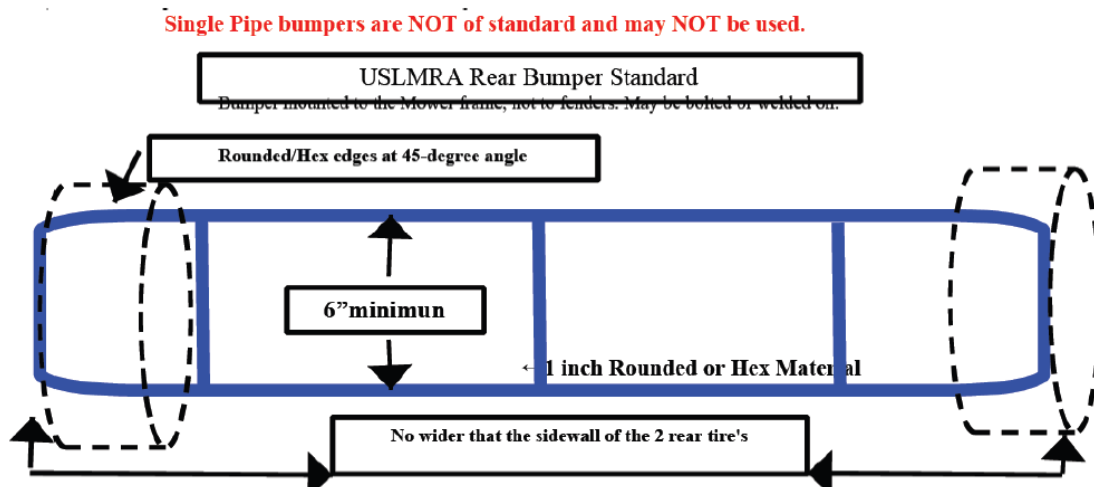 Single Pipe bumpers are NOT of standard and may NOT be used.
USLMRA Rear Bumper Standard
Bumper mounted to the Mower frame, not to fenders. May be bolted or welded on.
Rounded/Hex edges at 45-degree angle
6”minimun
←1 inch Rounded or Hex Material
No wider that the sidewall of the 2 rear tire's